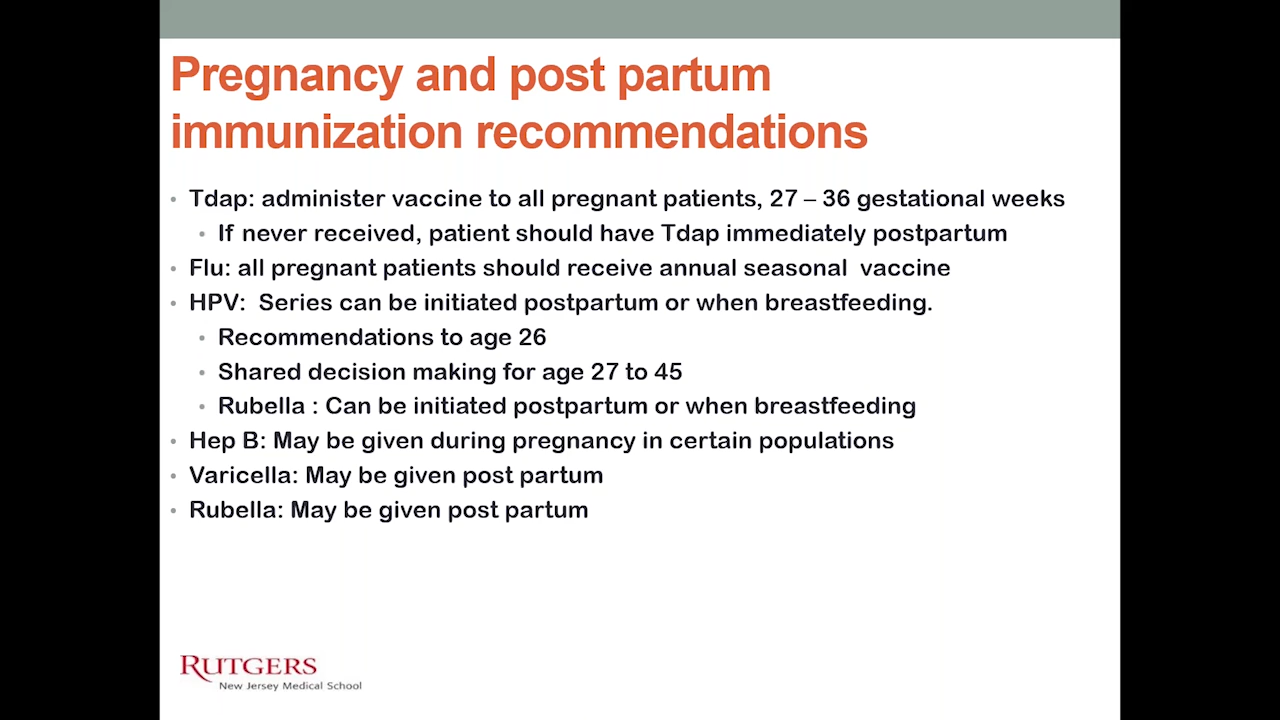 Pregnancy and post partum
immunization recommendations
• Tdap: administer vaccine to all pregnant patients, 27 – 36 gestational weeks
• If never received, patient should have Tdap immediately postpartum
• Flu: all pregnant patients should receive annual seasonal  vaccine
• HPV:  Series can be initiated postpartum or when breastfeeding.
• Recommendations to age 26
• Shared decision making for age 27 to 45
• Rubella : Can be initiated postpartum or when breastfeeding
• Hep B: May be given during pregnancy in certain populations
• Varicella: May be given post partum
• Rubella: May be given post partum
RUTGERS
New Jersey Medical School